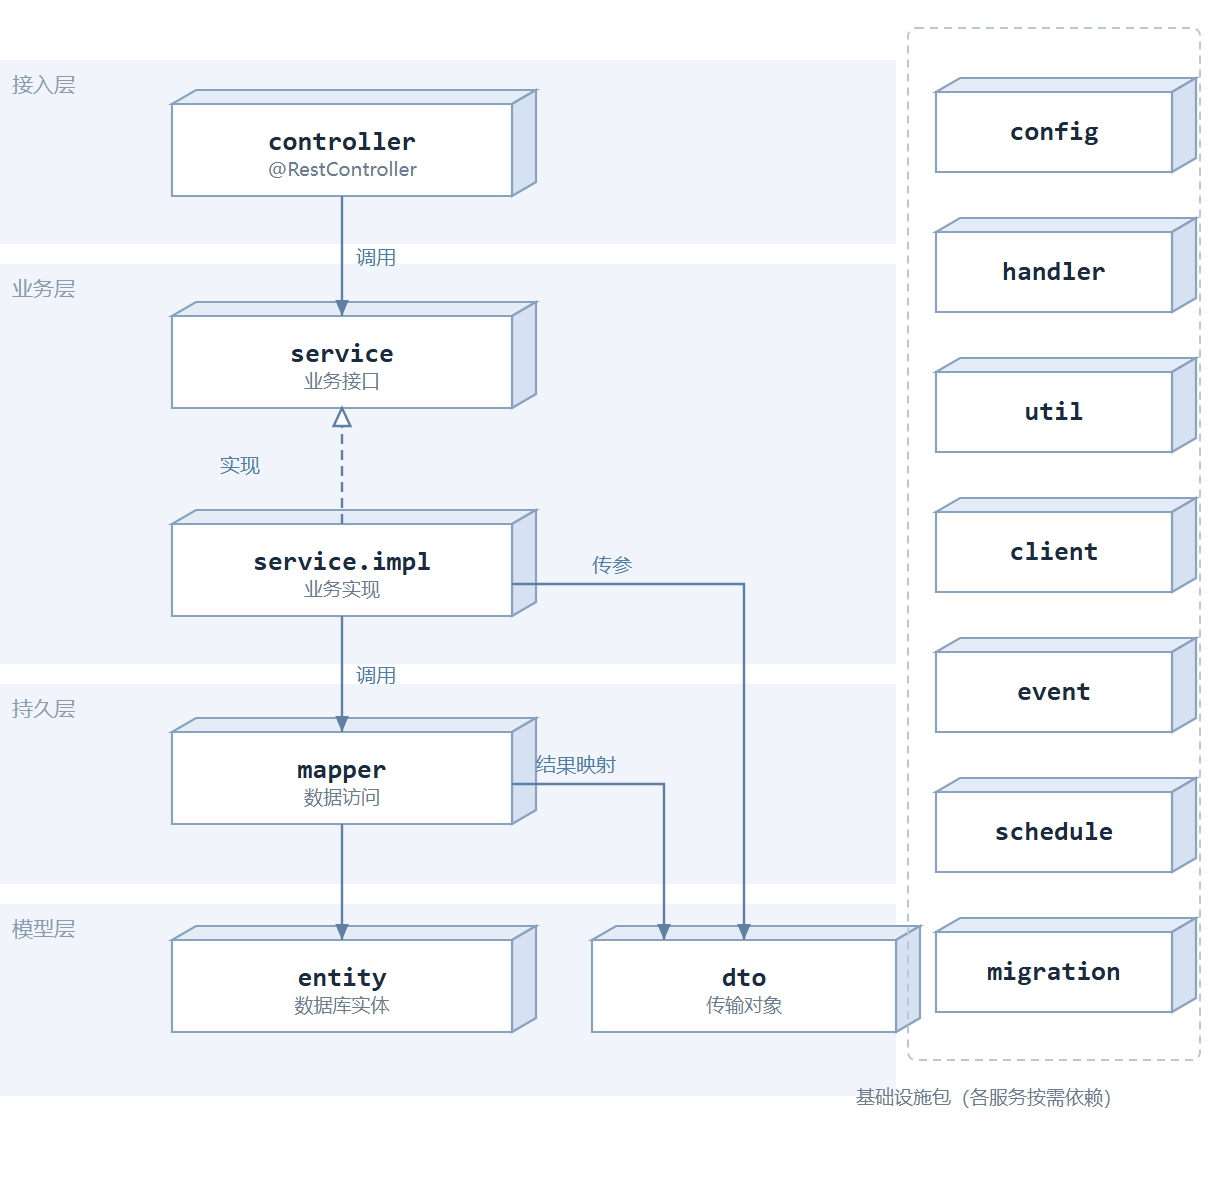 接入层
controller
@RestController
调用
业务层
service
业务接口
实现
service.impl
业务实现
传参
调用
持久层
mapper
数据访问
结果映射
模型层
entity
数据库实体
dto
传输对象
config
handler
util
client
event
schedule
migration
基础设施包（各服务按需依赖）